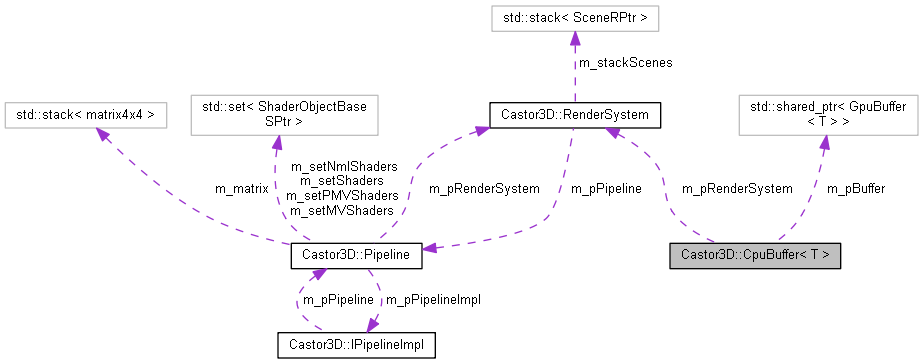 std::stack< SceneRPtr >
m_stackScenes
std::stack< matrix4x4 >
std::set< ShaderObjectBase
SPtr >
Castor3D::RenderSystem
std::shared_ptr< GpuBuffer
< T > >
m_matrix
m_setNmlShaders
m_setShaders
m_setPMVShaders
m_setMVShaders
m_pRenderSystem
m_pPipeline
m_pRenderSystem
m_pBuffer
Castor3D::Pipeline
Castor3D::CpuBuffer< T >
m_pPipeline
m_pPipelineImpl
Castor3D::IPipelineImpl